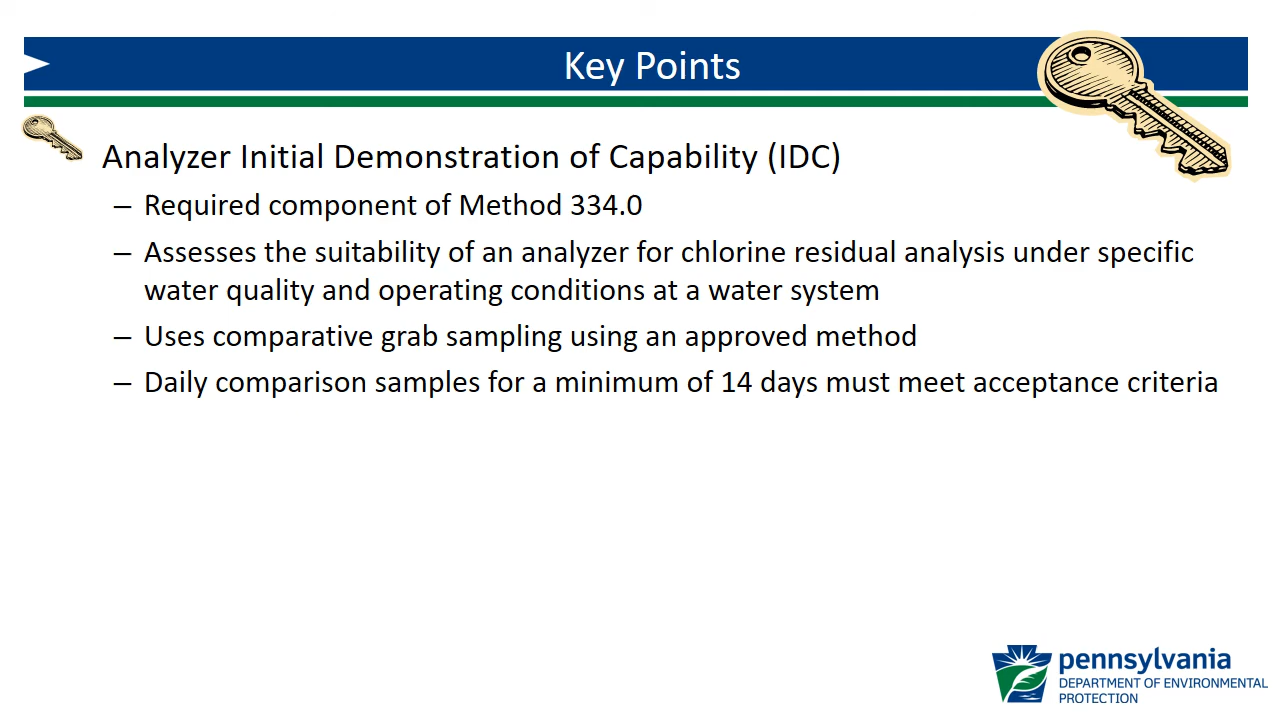 Key Points
Analyzer Initial Demonstration of Capability (IDC)
– Required component of Method 334.0
– Assesses the suitability of an analyzer for chlorine residual analysis under specific
water quality and operating conditions at a water system
– Uses comparative grab sampling using an approved method
– Daily comparison samples for a minimum of 14 days must meet acceptance criteria
pennsylvania
DEPARTMENT OF ENVIRONMENTAL
PROTECTION